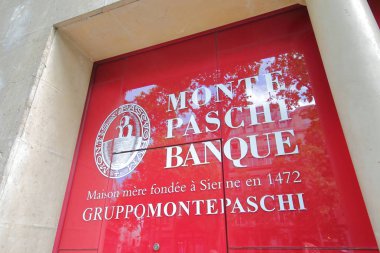 MONTE
PASCHI
BANQUE
Maison mère fondée à Sienne en 1472
GRUPPOMONTEPASCHI